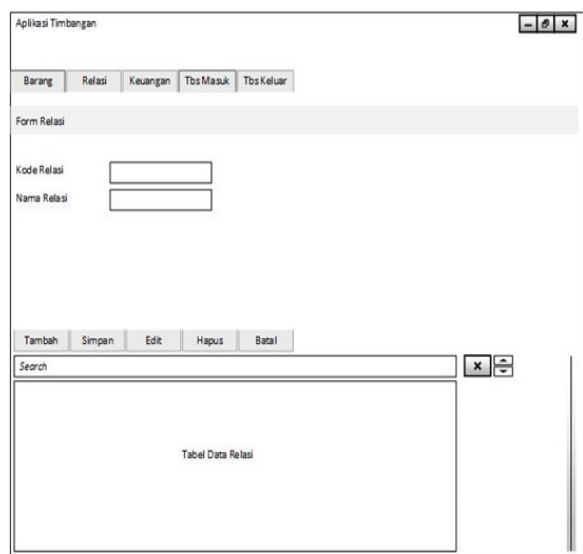 Aplikasi Timbangan
Barang Relasi Keuangan Tbs Masuk Tbs Keluar
Form Relasi
Kode Relasi
Nama Relasi
Tambah Simpan Edit Hapus Batal
Search
Tabel Data Relasi